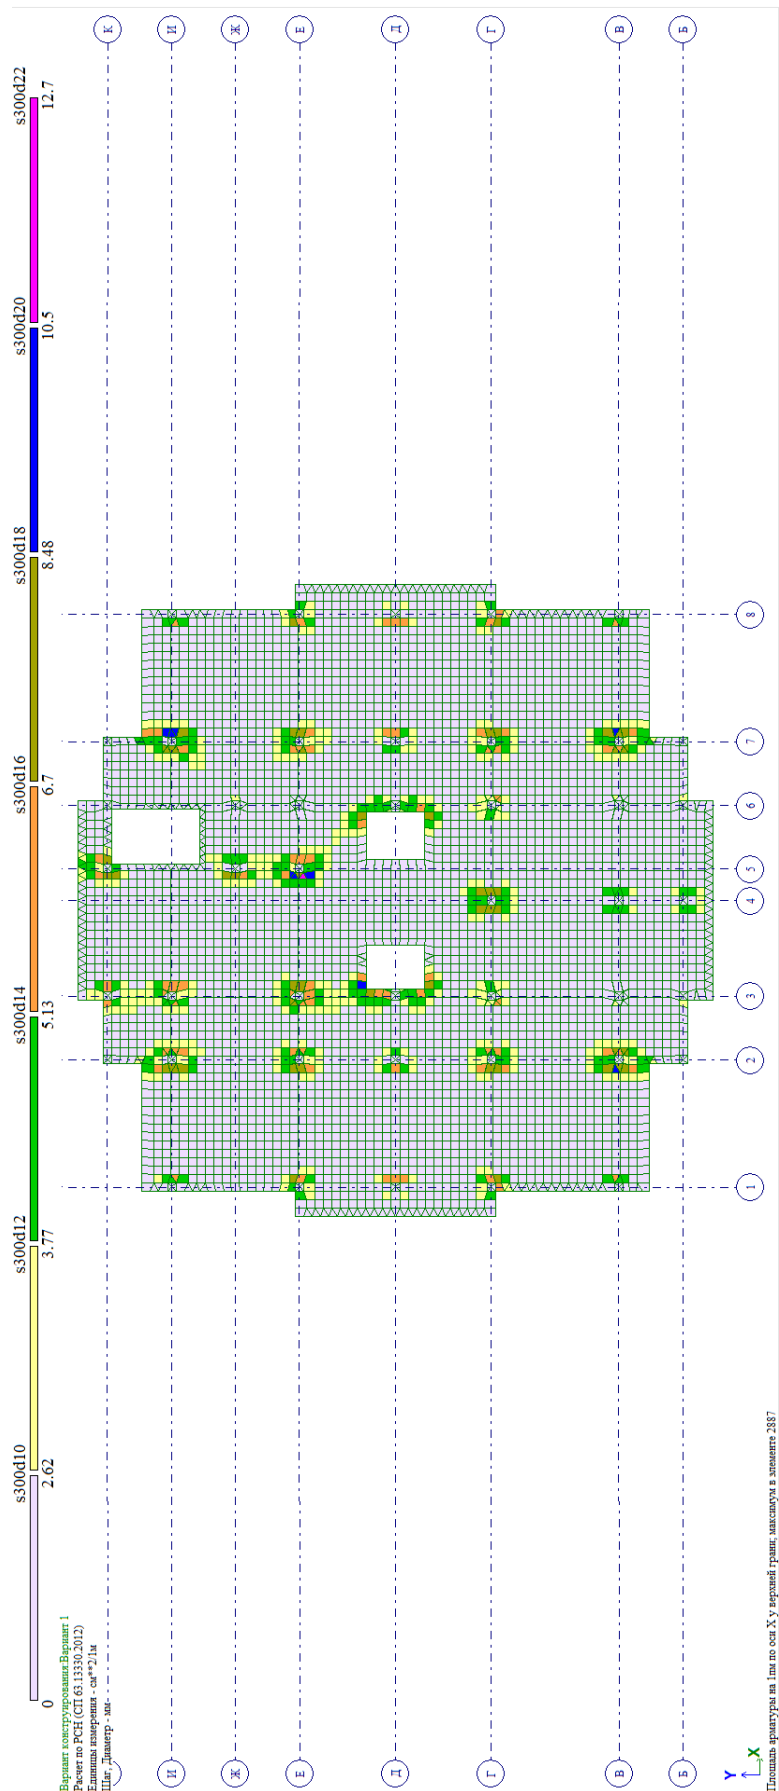 s300d10 s300d12 s300d14 s300d16 s300d18 s300d20 s300d22
0 2.62 3.77 5.13 6.7 8.48 10.5 12.7
Вариант конструирования:Вариант 1
Расчет по РСН (СП 63.13330.2012)
Единицы измерения - см**2/1м
Шаг, Диаметр - мм
К К
И И
Ж Ж
Е Е
Д Д
Г Г
В В
Б Б
1 2 3 4 5 6 7 8
Y
X
Площадь арматуры на 1пм по оси X у верхней грани; максимум в элементе 2887